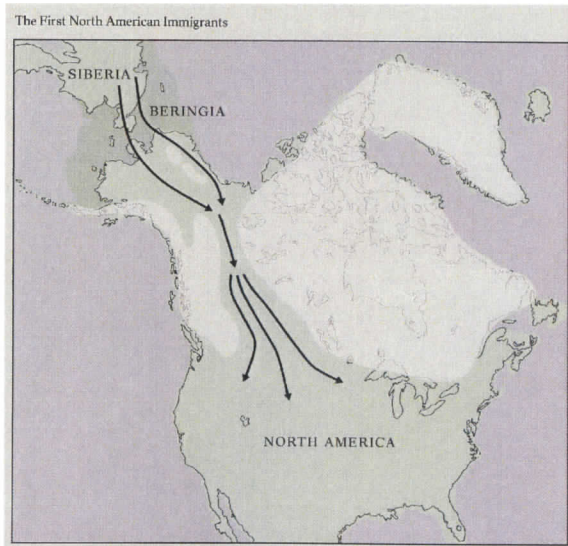 The First North American Immigrants
SIBERIA
BERINGIA
NORTH AMERICA